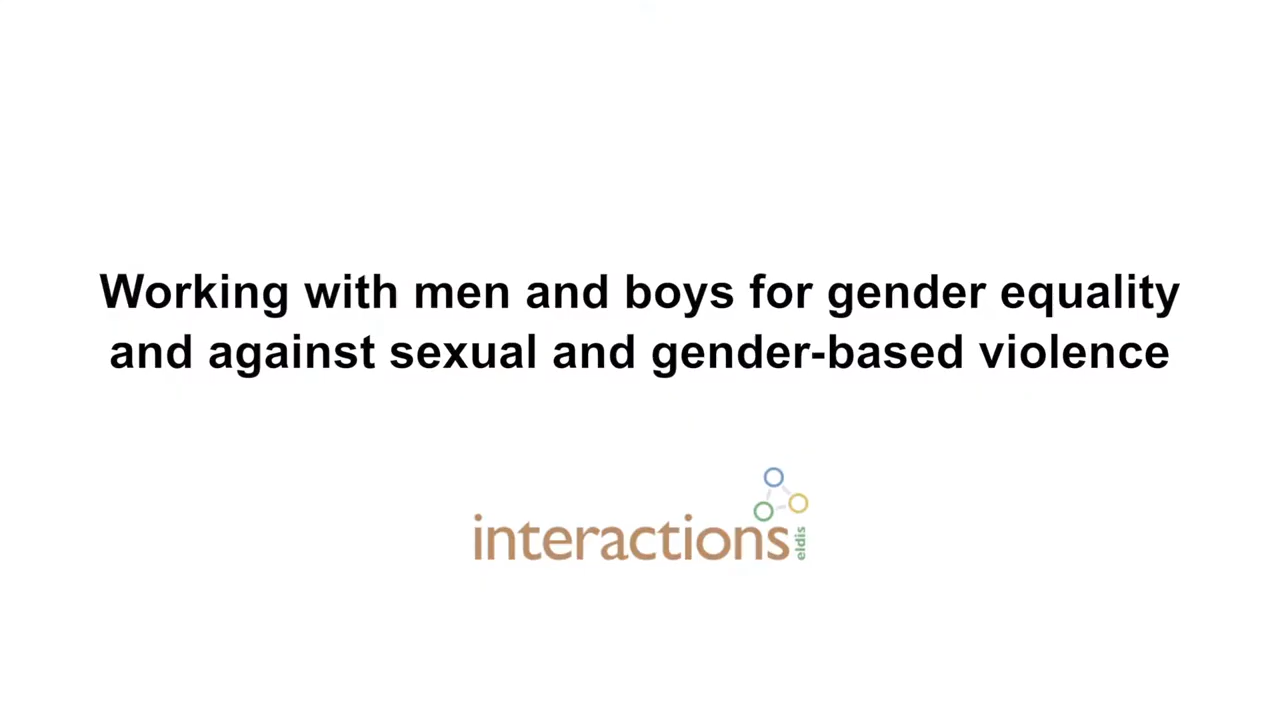 Working with men and boys for gender equality
and against sexual and gender-based violence
interactions
eldis